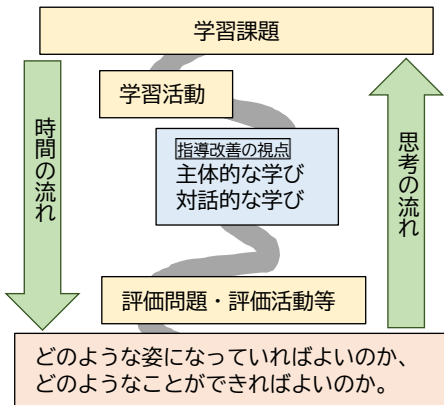 学習課題
学習活動
時間の流れ
思考の流れ
指導改善の視点
主体的な学び
対話的な学び
評価問題・評価活動等
どのような姿になっていればよいのか、
どのようなことができればよいのか。